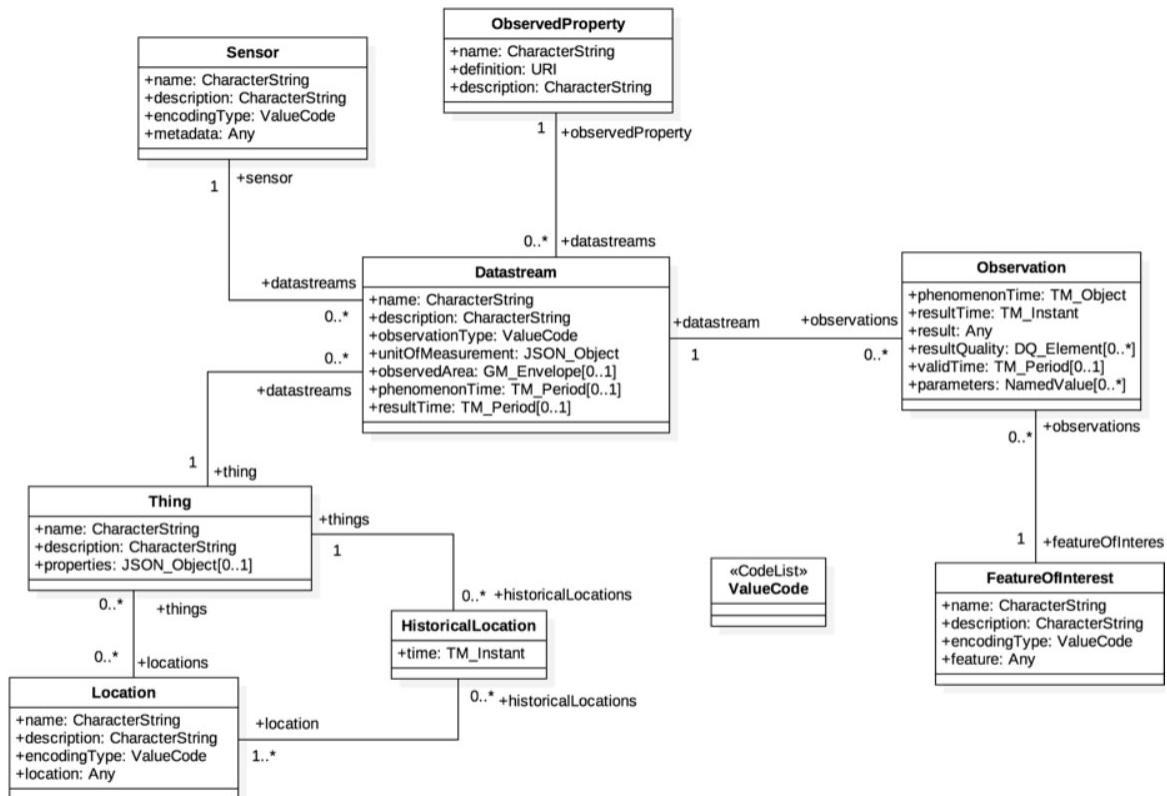 ObservedProperty
+name: CharacterString
+definition: URI
+description: CharacterString
Sensor
+name: CharacterString
+description: CharacterString
+encodingType: ValueCode
+metadata: Any
1
+observedProperty
1
+sensor
0..*
+datastreams
Datastream
+name: CharacterString
+description: CharacterString
+observationType: ValueCode
+unitOfMeasurement: JSON_Object
+observedArea: GM_Envelope[0..1]
+phenomenonTime: TM_Period[0..1]
+resultTime: TM_Period[0..1]
+datastreams
0..*
0..*
+datastreams
+datastream
1
+observations
0..*
Observation
+phenomenonTime: TM_Object
+resultTime: TM_Instant
+result: Any
+resultQuality: DQ_Element[0..*]
+validTime: TM_Period[0..1]
+parameters: NamedValue[0..*]
0..*
+observations
1
+thing
Thing
+name: CharacterString
+description: CharacterString
+properties: JSON_Object[0..1]
+things
1
0..*
+historicalLocations
HistoricalLocation
+time: TM_Instant
0..*
+historicalLocations
«CodeList»
ValueCode
1
+featureOfInteres
FeatureOfInterest
+name: CharacterString
+description: CharacterString
+encodingType: ValueCode
+feature: Any
0..*
+things
0..*
+locations
Location
+name: CharacterString
+description: CharacterString
+encodingType: ValueCode
+location: Any
+location
1..*